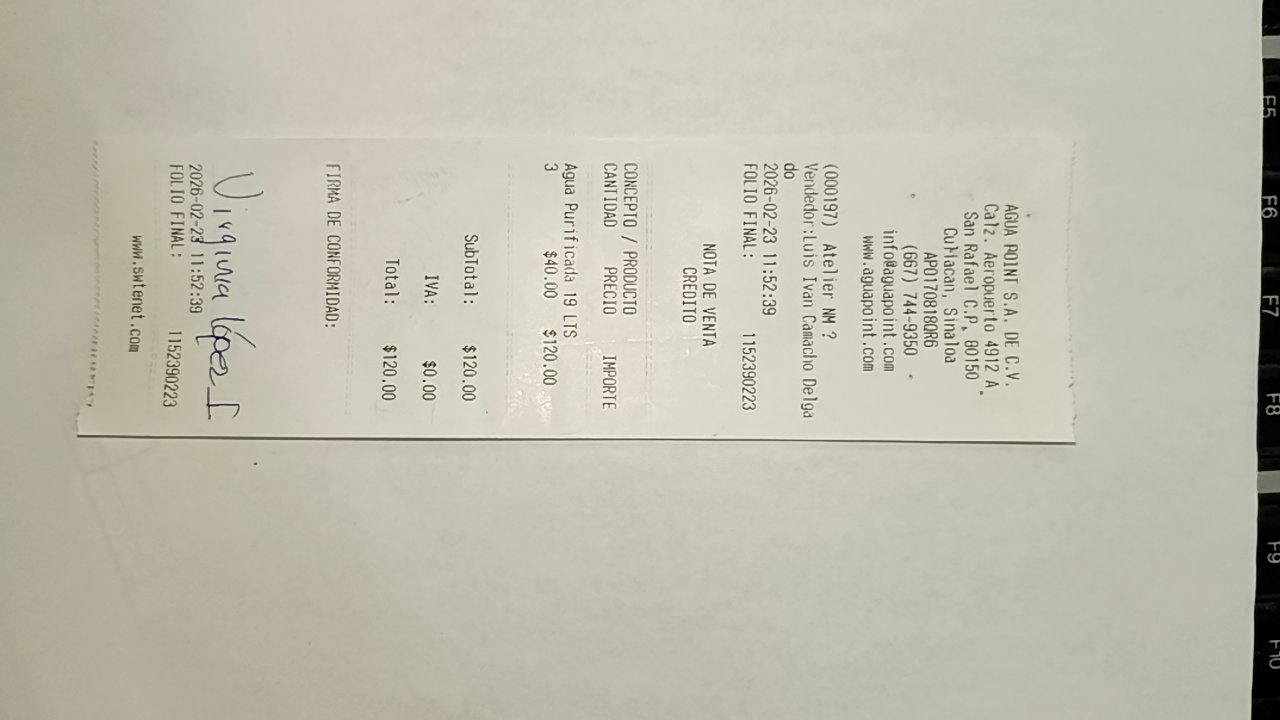 AGUA POINT S.A. DE C.V.
Calz. Aeropuerto 4912 A
San Rafael C.P. 80150
Culiacan, Sinaloa
APO170818QR6
(667) 744-9350
info@aguapoint.com
www.aguapoint.com
(000197) Atelier NM ?
Vendedor:Luis Ivan Camacho Delga
do
2026-02-23 11:52:39
FOLIO FINAL: 1152390223
NOTA DE VENTA
CREDITO
CONCEPTO / PRODUCTO
CANTIDAD PRECIO IMPORTE
Agua Purificada 19 LTS
3 $40.00 $120.00
SubTotal: $120.00
IVA: $0.00
Total: $120.00
FIRMA DE CONFORMIDAD:
Virginia López I
2026-02-23 11:52:39
FOLIO FINAL: 1152390223
www.swtenet.com
F5
F6
F7
F8
F9
F10